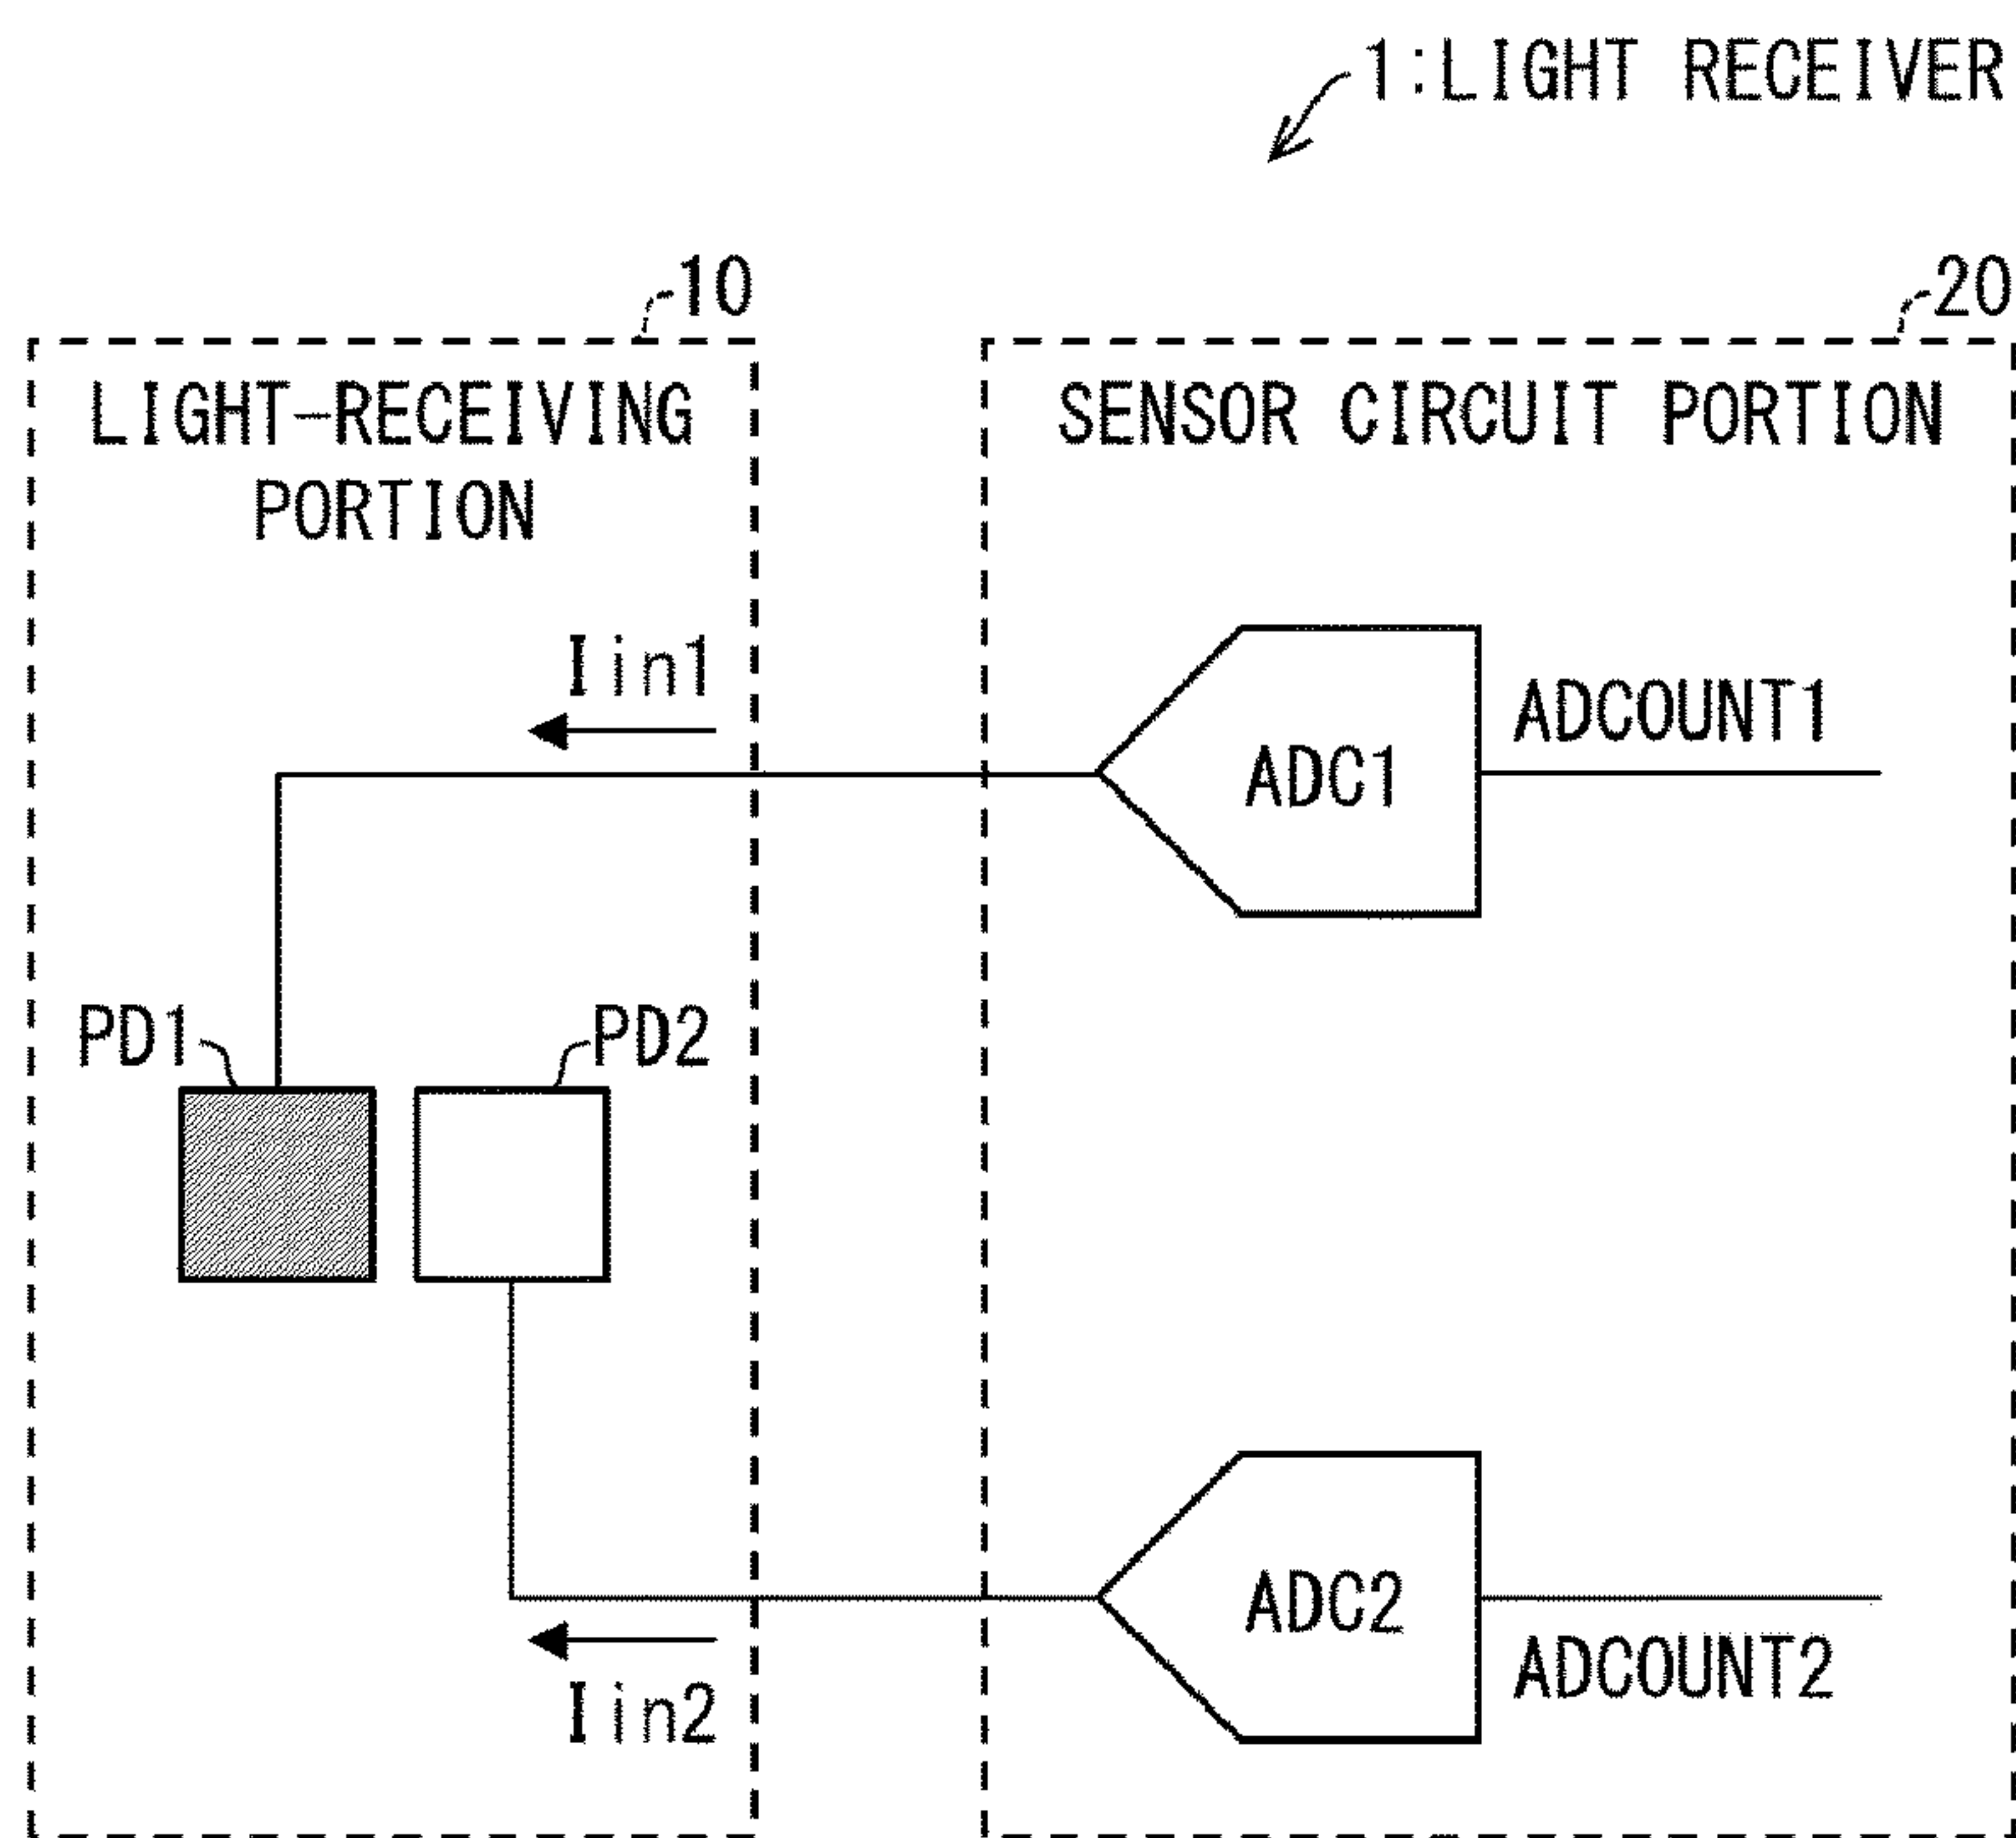 1:LIGHT RECEIVER
10
20
LIGHT-RECEIVING
PORTION
SENSOR CIRCUIT PORTION
Iin1
ADCOUNT1
ADC1
PD1
PD2
ADC2
ADCOUNT2
Iin2